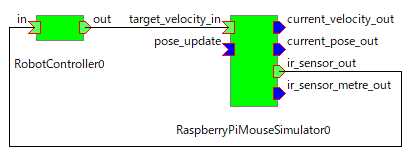 in
out
target_velocity_in
current_velocity_out
pose_update
current_pose_out
ir_sensor_out
ir_sensor_metre_out
RobotController0
RaspberryPiMouseSimulator0